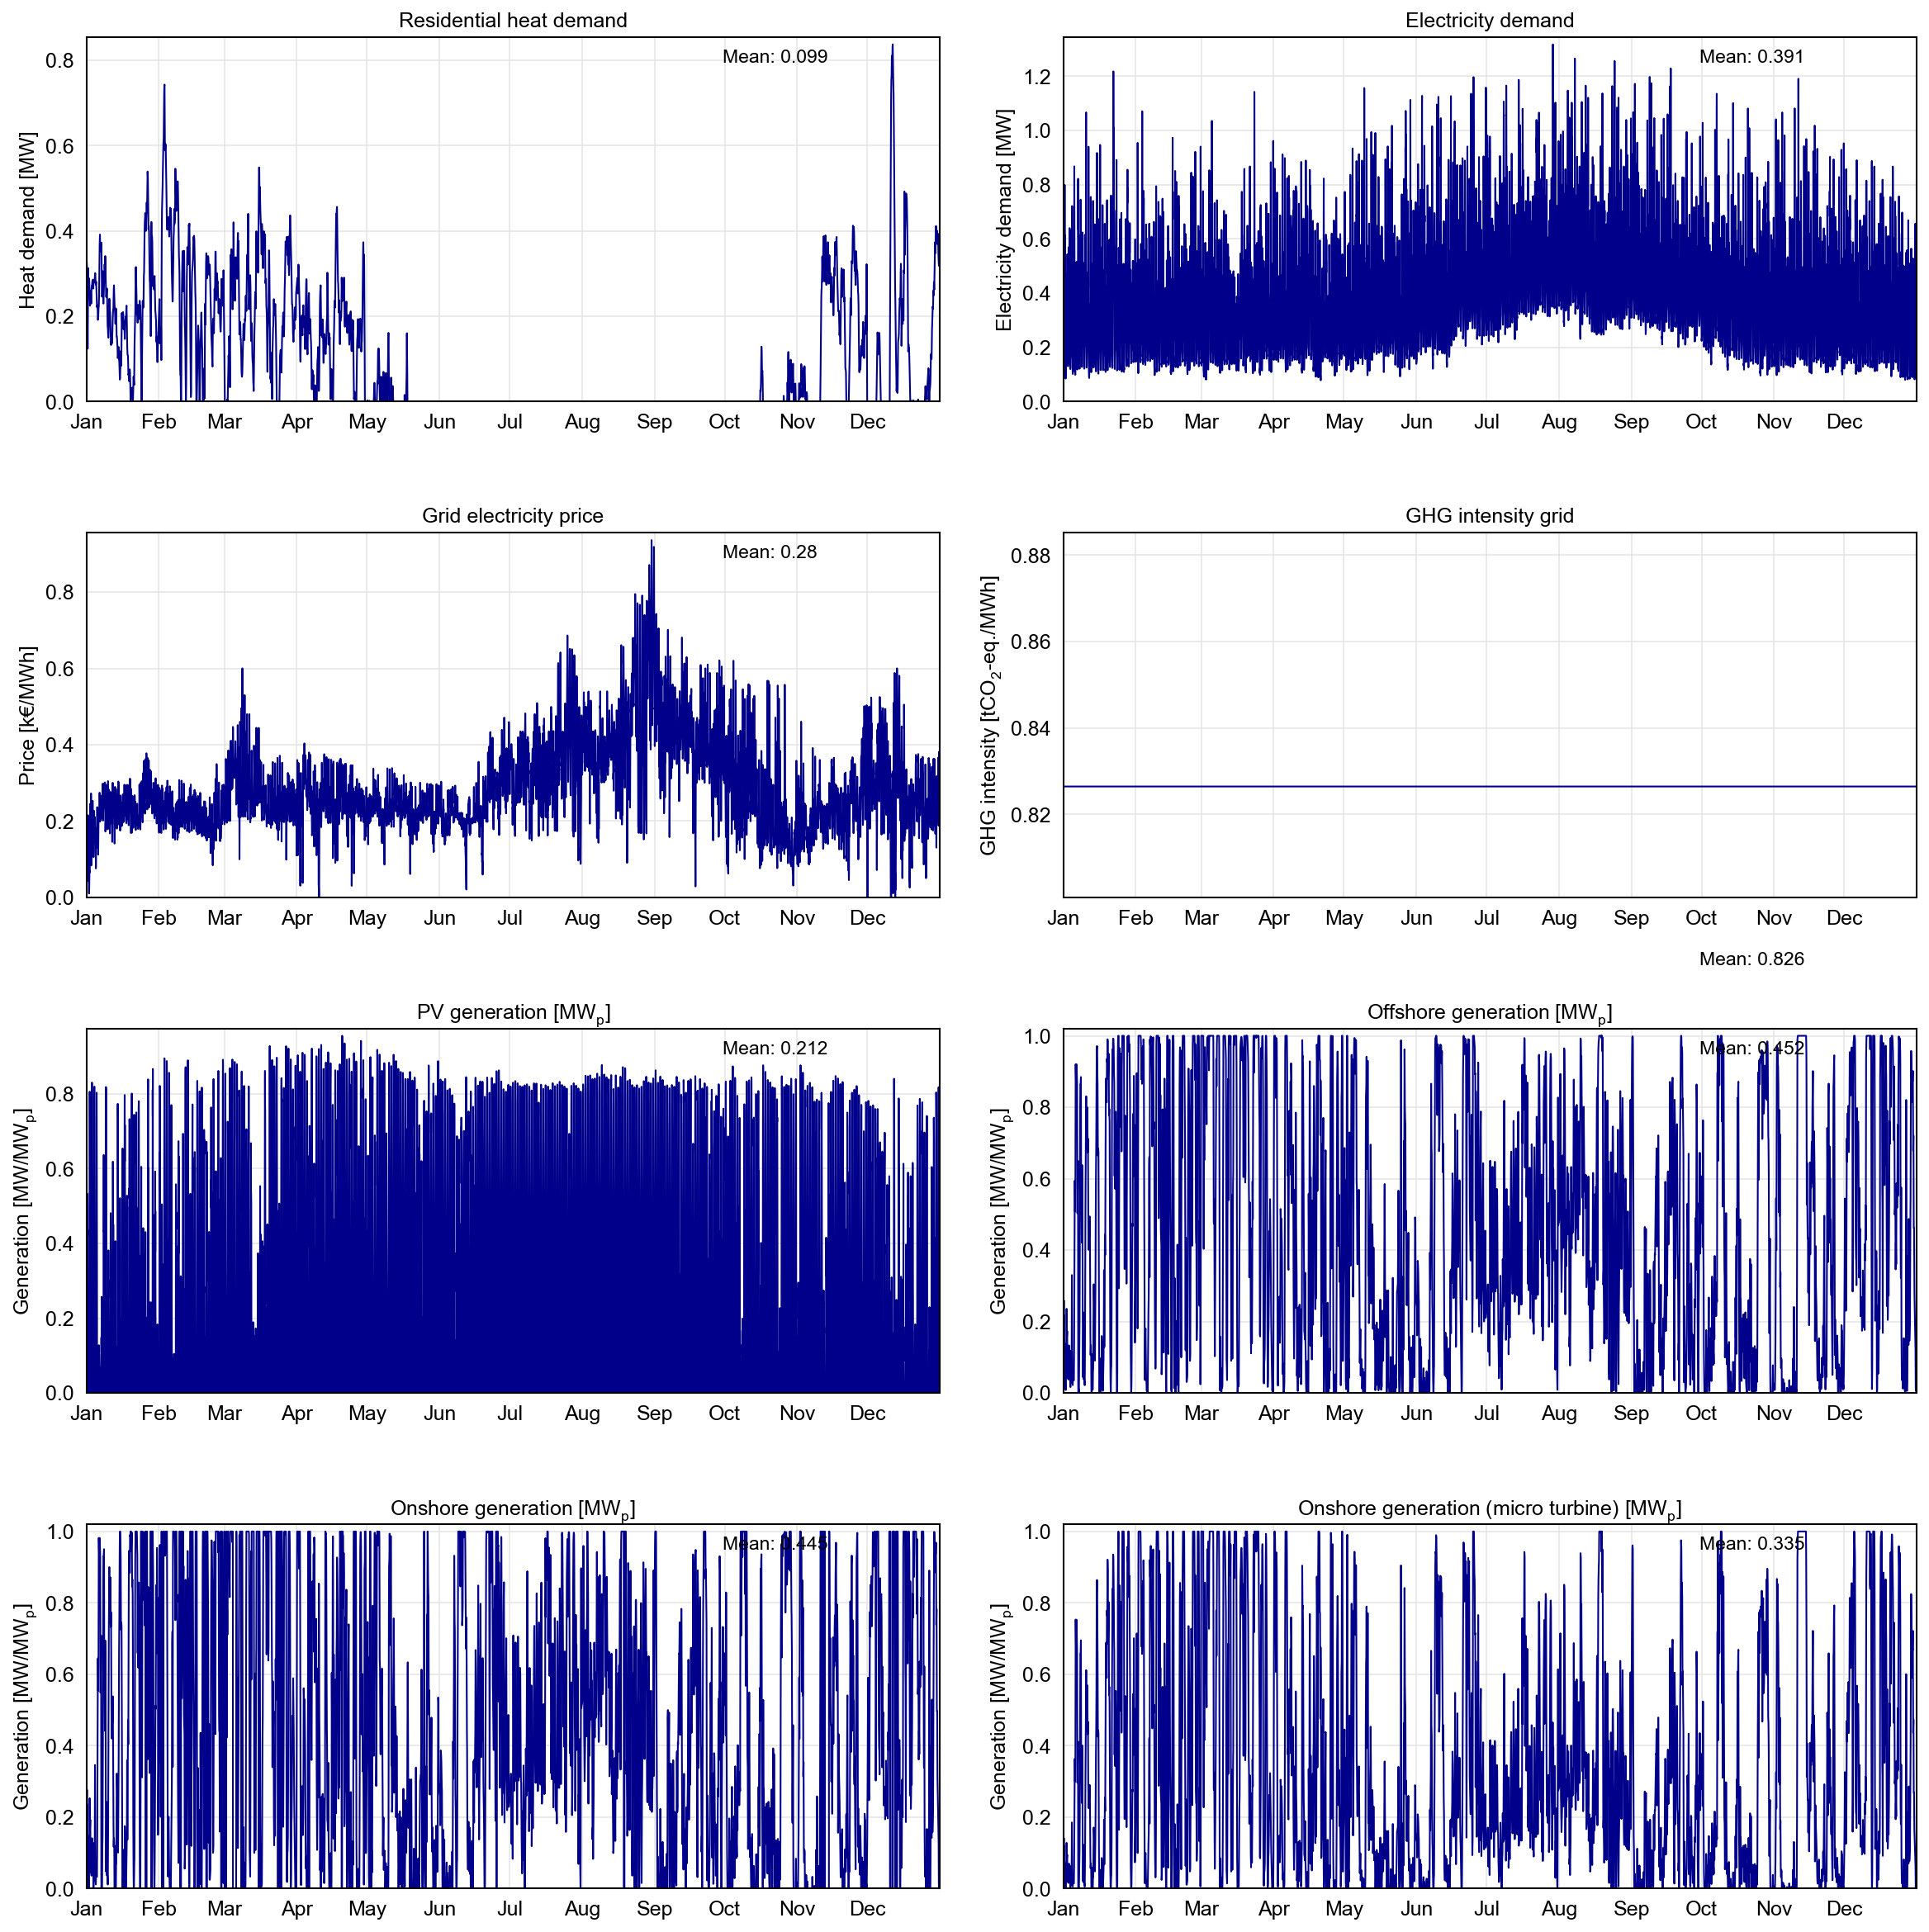 Residential heat demand
Mean: 0.099
Heat demand [MW]
0.8
0.6
0.4
0.2
0.0
Jan Feb Mar Apr May Jun Jul Aug Sep Oct Nov Dec
Electricity demand
Mean: 0.391
Electricity demand [MW]
1.2
1.0
0.8
0.6
0.4
0.2
0.0
Jan Feb Mar Apr May Jun Jul Aug Sep Oct Nov Dec
Grid electricity price
Mean: 0.28
Price [k€/MWh]
0.8
0.6
0.4
0.2
0.0
Jan Feb Mar Apr May Jun Jul Aug Sep Oct Nov Dec
GHG intensity grid
GHG intensity [tCO₂-eq./MWh]
0.88
0.86
0.84
0.82
Jan Feb Mar Apr May Jun Jul Aug Sep Oct Nov Dec
Mean: 0.826
PV generation [MWp]
Mean: 0.212
Generation [MW/MWp]
0.8
0.6
0.4
0.2
0.0
Jan Feb Mar Apr May Jun Jul Aug Sep Oct Nov Dec
Offshore generation [MWp]
Mean: 0.452
Generation [MW/MWp]
1.0
0.8
0.6
0.4
0.2
0.0
Jan Feb Mar Apr May Jun Jul Aug Sep Oct Nov Dec
Onshore generation [MWp]
Mean: 0.445
Generation [MW/MWp]
1.0
0.8
0.6
0.4
0.2
0.0
Jan Feb Mar Apr May Jun Jul Aug Sep Oct Nov Dec
Onshore generation (micro turbine) [MWp]
Mean: 0.335
Generation [MW/MWp]
1.0
0.8
0.6
0.4
0.2
0.0
Jan Feb Mar Apr May Jun Jul Aug Sep Oct Nov Dec